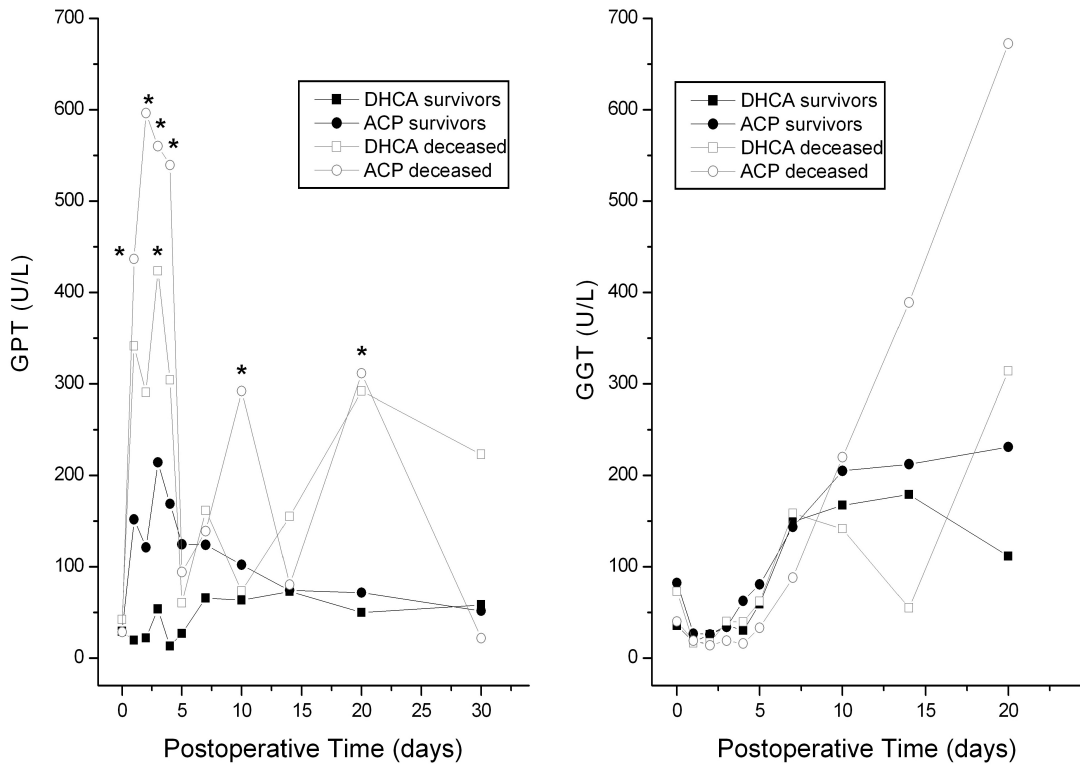 700
600
500
400
300
200
100
0
GPT (U/L)
DHCA survivors
ACP survivors
DHCA deceased
ACP deceased
*
*
*
*
*
*
*
0 5 10 15 20 25 30
Postoperative Time (days)
700
600
500
400
300
200
100
0
GGT (U/L)
DHCA survivors
ACP survivors
DHCA deceased
ACP deceased
0 5 10 15 20
Postoperative Time (days)